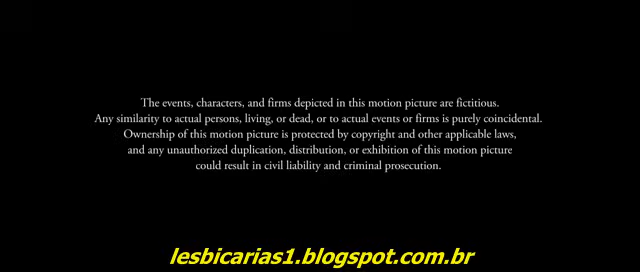 The events, characters, and firms depicted in this motion picture are fictitious.
Any similarity to actual persons, living, or dead, or to actual events or firms is purely coincidental.
Ownership of this motion picture is protected by copyright and other applicable laws,
and any unauthorized duplication, distribution, or exhibition of this motion picture
could result in civil liability and criminal prosecution.
lesbicarias1.blogspot.com.br